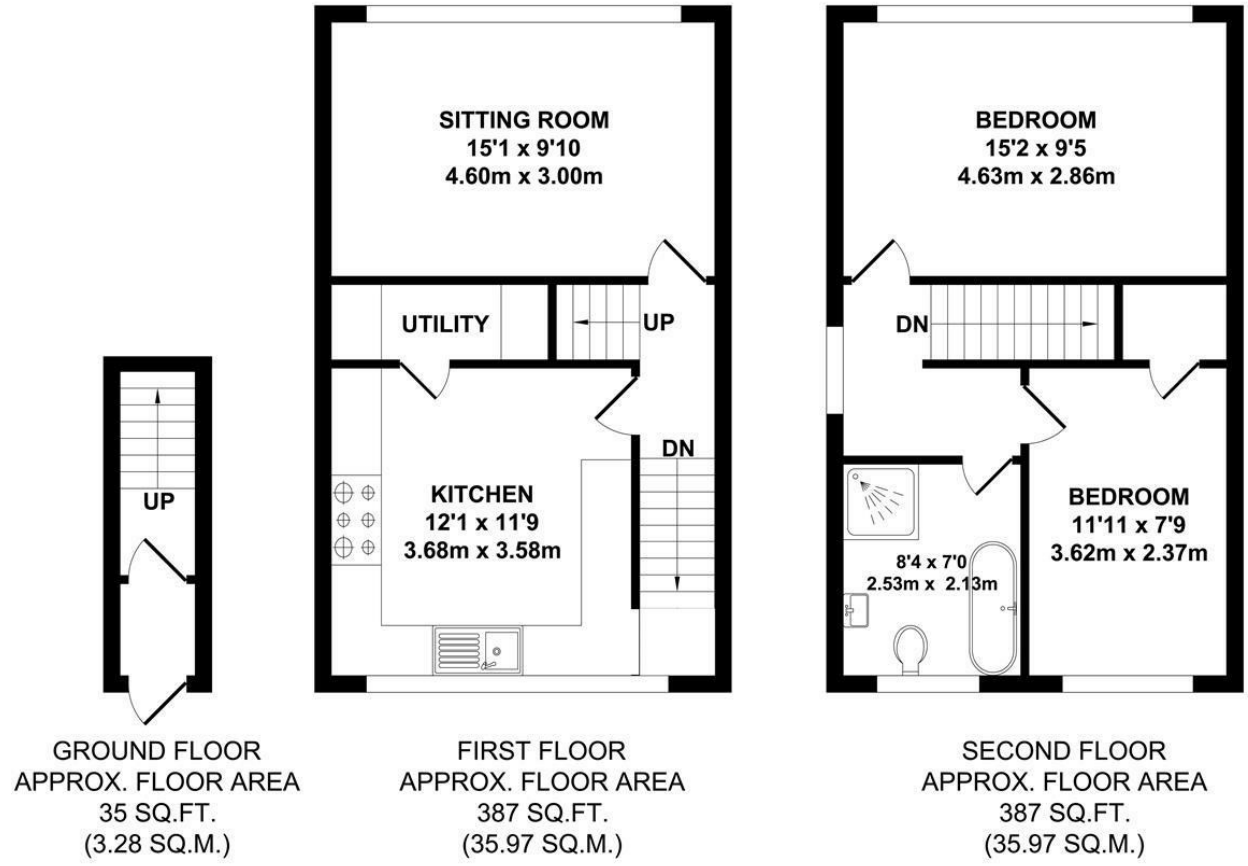 SITTING ROOM
15'1 x 9'10
4.60m x 3.00m
UTILITY
UP
KITCHEN
12'1 x 11'9
3.68m x 3.58m
DN
UP
BEDROOM
15'2 x 9'5
4.63m x 2.86m
DN
BEDROOM
11'11 x 7'9
3.62m x 2.37m
8'4 x 7'0
2.53m x 2.13m
GROUND FLOOR
APPROX. FLOOR AREA
35 SQ.FT.
(3.28 SQ.M.)
FIRST FLOOR
APPROX. FLOOR AREA
387 SQ.FT.
(35.97 SQ.M.)
SECOND FLOOR
APPROX. FLOOR AREA
387 SQ.FT.
(35.97 SQ.M.)